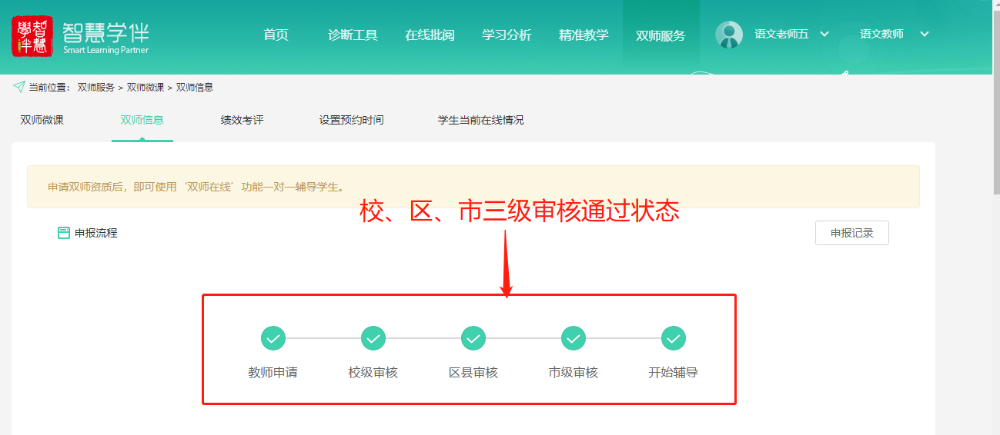 智慧學伴
智慧学伴
Smart Learning Partner
首页 诊断工具 在线批阅 学习分析 精准教学 双师服务 语文老师五 语文教师
当前位置： 双师服务 > 双师微课 > 双师信息
双师微课 双师信息 绩效考评 设置预约时间 学生当前在线情况
申请双师资质后，即可使用‘双师在线’功能一对一辅导学生。
校、区、市三级审核通过状态
申报流程 申报记录
教师申请 校级审核 区县审核 市级审核 开始辅导